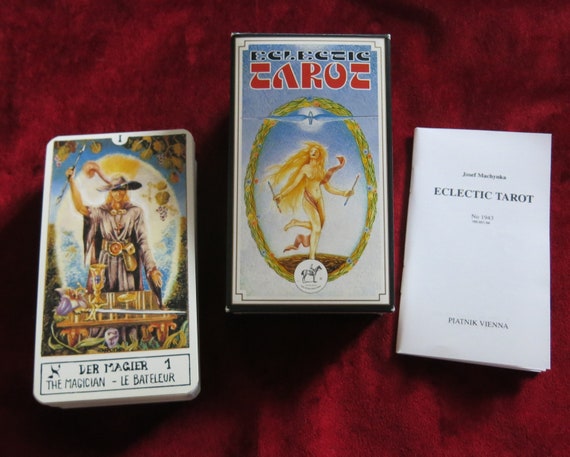 I
א DER MAGIER 1
THE MAGICIAN - LE BATELEUR
ECLECTIC
TAROT
Josef Machynka
ECLECTIC TAROT
No 1943
PIATNIK VIENNA